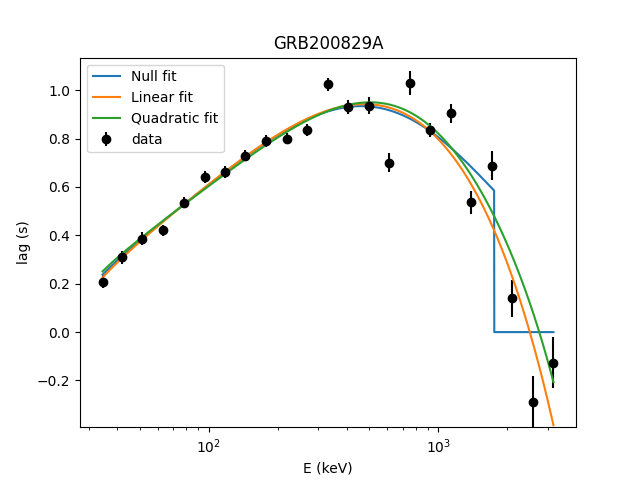 GRB200829A
Null fit
Linear fit
Quadratic fit
data
lag (s)
1.0
0.8
0.6
0.4
0.2
0.0
−0.2
10²
10³
E (keV)